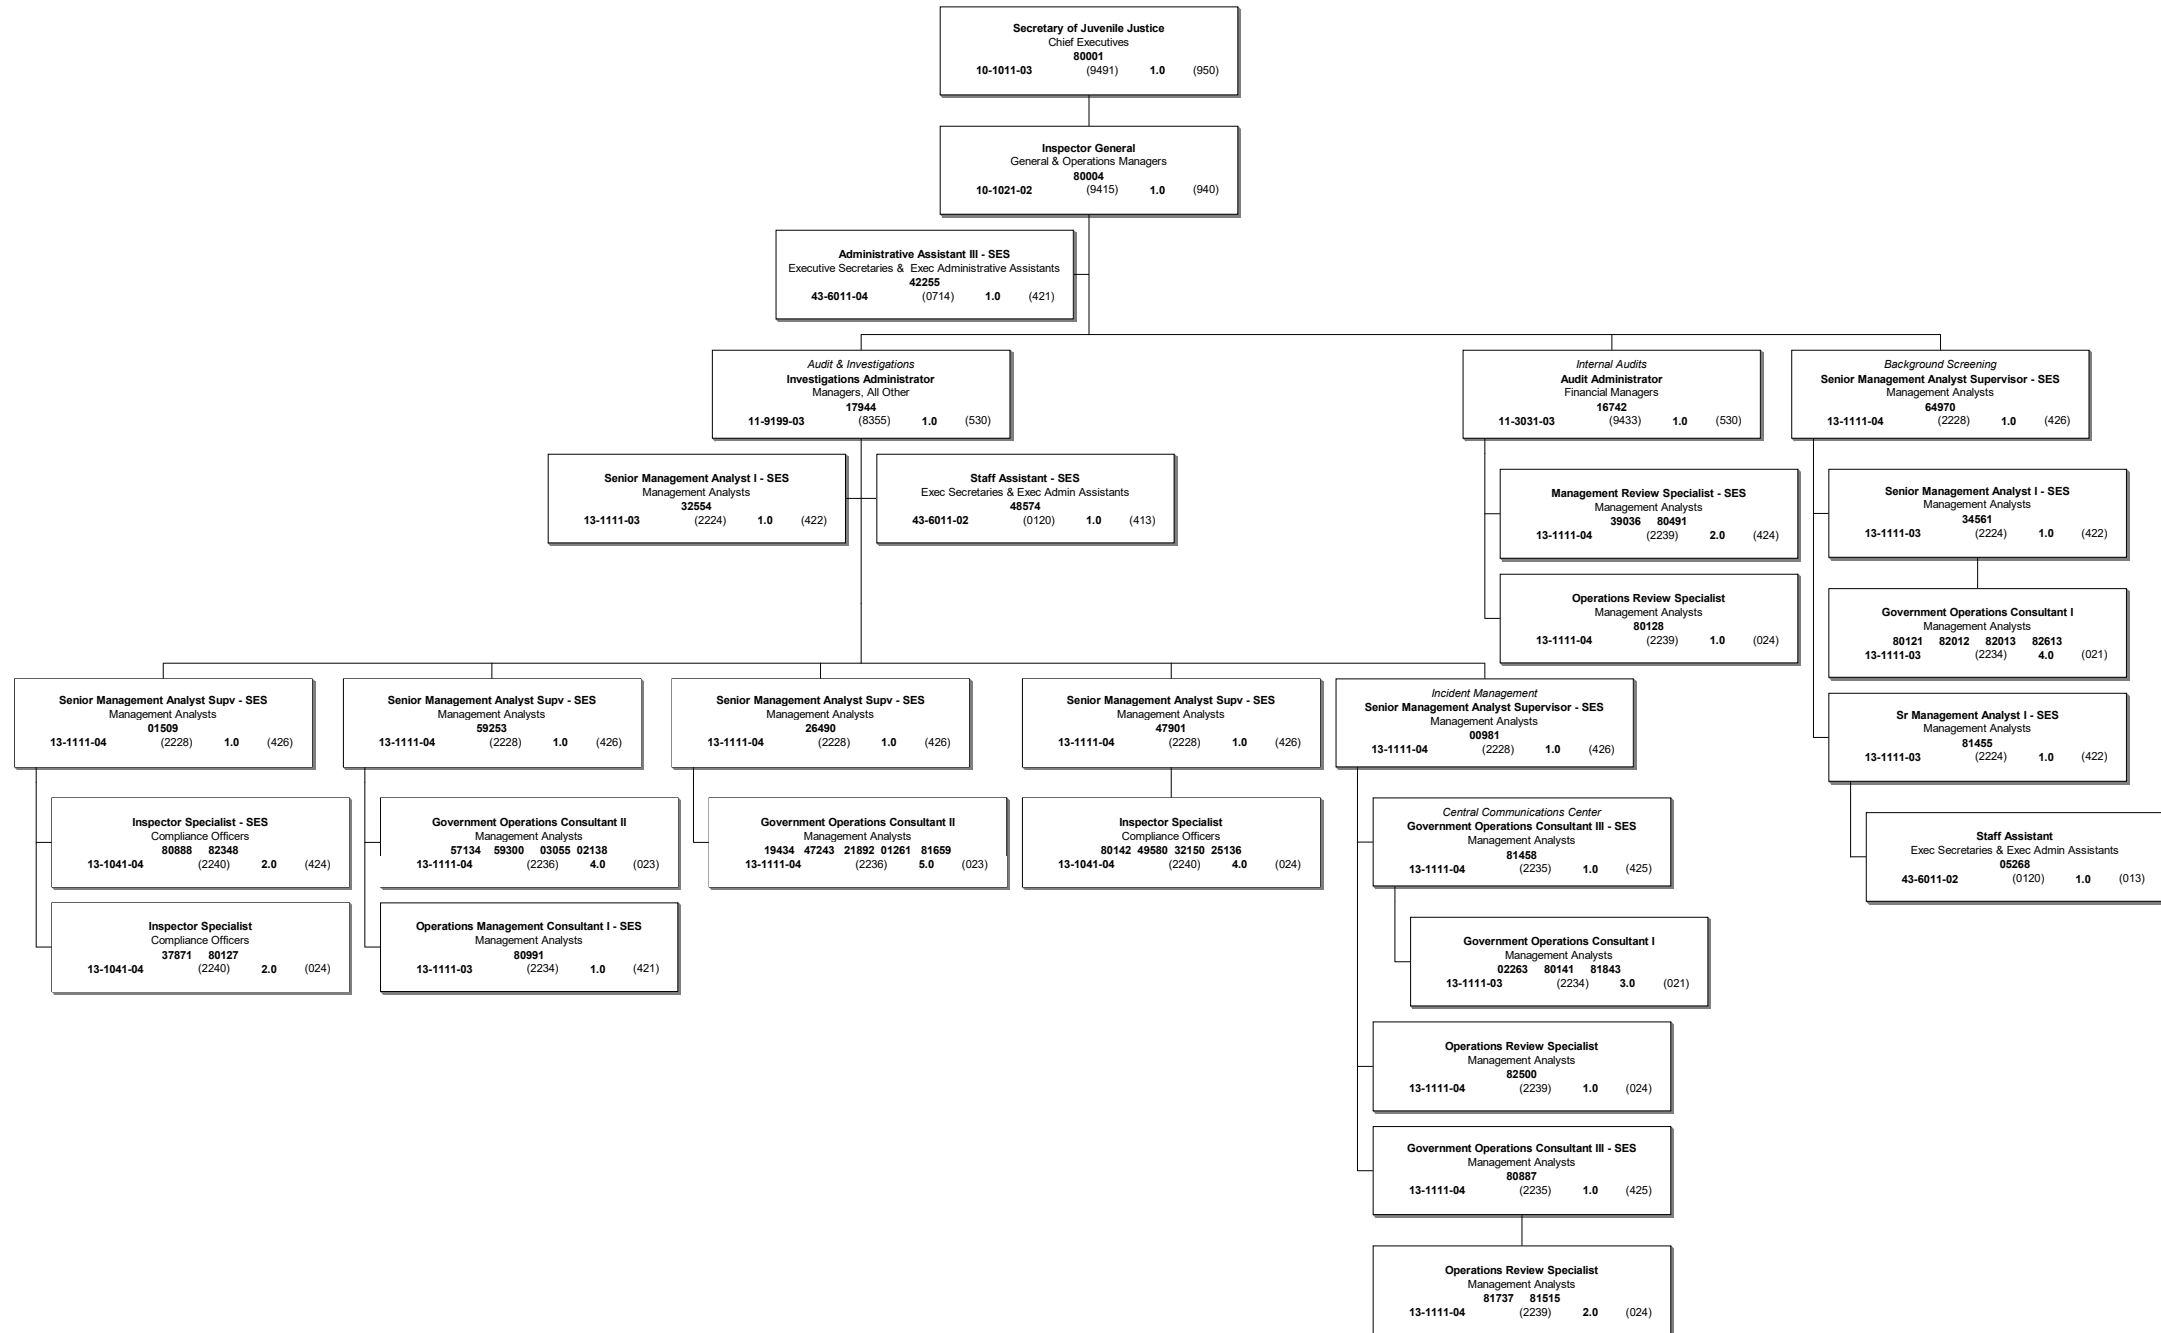 Secretary of Juvenile Justice
Chief Executives
80001
10-1011-03 (9491) 1.0 (950)
Inspector General
General & Operations Managers
80004
10-1021-02 (9415) 1.0 (940)
Administrative Assistant III - SES
Executive Secretaries & Exec Administrative Assistants
42255
43-6011-04 (0714) 1.0 (421)
Audit & Investigations
Investigations Administrator
Managers, All Other
17944
11-9199-03 (8355) 1.0 (530)
Internal Audits
Audit Administrator
Financial Managers
16742
11-3031-03 (9433) 1.0 (530)
Background Screening
Senior Management Analyst Supervisor - SES
Management Analysts
64970
13-1111-04 (2228) 1.0 (426)
Senior Management Analyst I - SES
Management Analysts
32554
13-1111-03 (2224) 1.0 (422)
Staff Assistant - SES
Exec Secretaries & Exec Admin Assistants
48574
43-6011-02 (0120) 1.0 (413)
Management Review Specialist - SES
Management Analysts
39036 80491
13-1111-04 (2239) 2.0 (424)
Senior Management Analyst I - SES
Management Analysts
34561
13-1111-03 (2224) 1.0 (422)
Operations Review Specialist
Management Analysts
80128
13-1111-04 (2239) 1.0 (024)
Government Operations Consultant I
Management Analysts
80121 82012 82013 82613
13-1111-03 (2234) 4.0 (021)
Senior Management Analyst Supv - SES
Management Analysts
01509
13-1111-04 (2228) 1.0 (426)
Senior Management Analyst Supv - SES
Management Analysts
59253
13-1111-04 (2228) 1.0 (426)
Senior Management Analyst Supv - SES
Management Analysts
26490
13-1111-04 (2228) 1.0 (426)
Senior Management Analyst Supv - SES
Management Analysts
47901
13-1111-04 (2228) 1.0 (426)
Incident Management
Senior Management Analyst Supervisor - SES
Management Analysts
00981
13-1111-04 (2228) 1.0 (426)
Sr Management Analyst I - SES
Management Analysts
81455
13-1111-03 (2224) 1.0 (422)
Inspector Specialist - SES
Compliance Officers
80888 82348
13-1041-04 (2240) 2.0 (424)
Government Operations Consultant II
Management Analysts
57134 59300 03055 02138
13-1111-04 (2236) 4.0 (023)
Government Operations Consultant II
Management Analysts
19434 47243 21892 01261 81659
13-1111-04 (2236) 5.0 (023)
Inspector Specialist
Compliance Officers
80142 49580 32150 25136
13-1041-04 (2240) 4.0 (024)
Central Communications Center
Government Operations Consultant III - SES
Management Analysts
81458
13-1111-04 (2235) 1.0 (425)
Staff Assistant
Exec Secretaries & Exec Admin Assistants
05268
43-6011-02 (0120) 1.0 (013)
Inspector Specialist
Compliance Officers
37871 80127
13-1041-04 (2240) 2.0 (024)
Operations Management Consultant I - SES
Management Analysts
80991
13-1111-03 (2234) 1.0 (421)
Government Operations Consultant I
Management Analysts
02263 80141 81843
13-1111-03 (2234) 3.0 (021)
Operations Review Specialist
Management Analysts
82500
13-1111-04 (2239) 1.0 (024)
Government Operations Consultant III - SES
Management Analysts
80887
13-1111-04 (2235) 1.0 (425)
Operations Review Specialist
Management Analysts
81737 81515
13-1111-04 (2239) 2.0 (024)